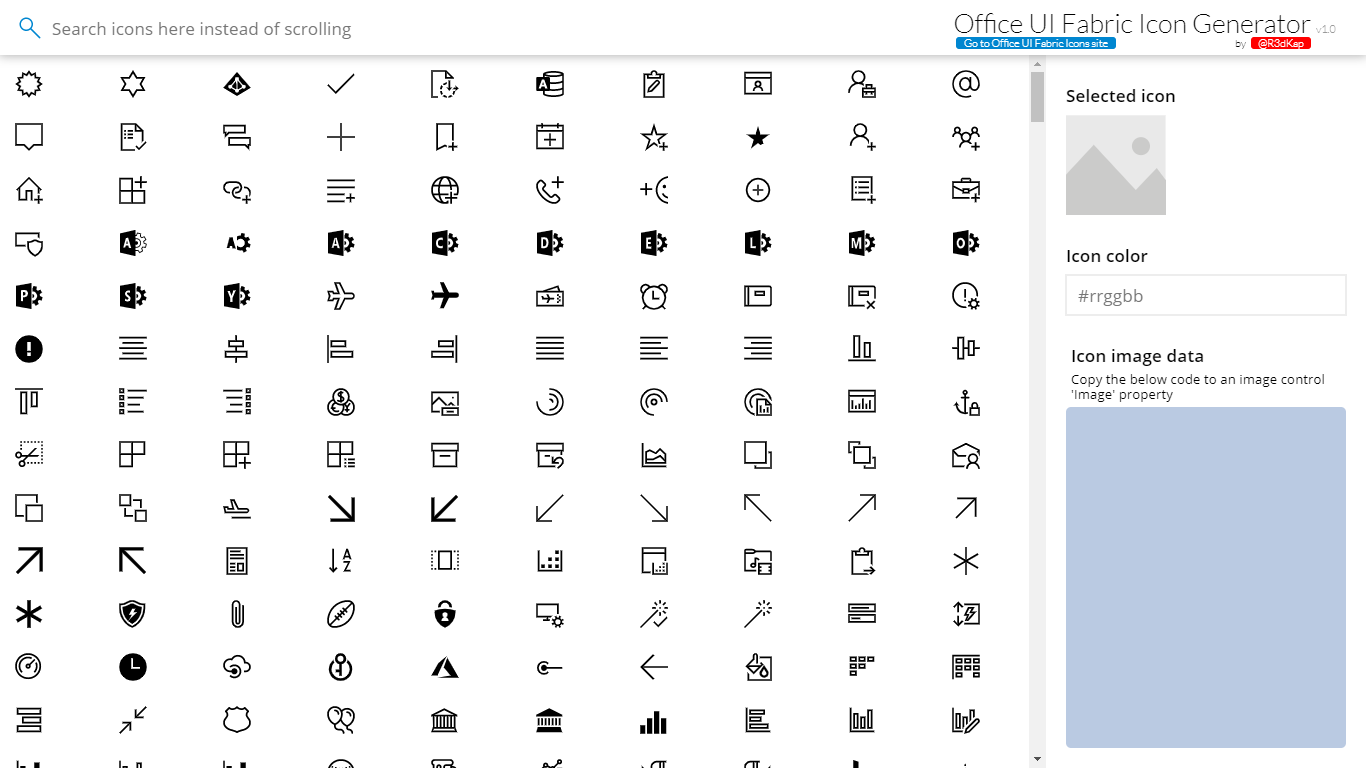 Search icons here instead of scrolling
Office UI Fabric Icon Generator v1.0
Go to Office UI Fabric Icons site
by @R3dKap
Selected icon
Icon color
#rrggbb
Icon image data
Copy the below code to an image control
'Image' property
A
A A A C D E L M O
P S Y
A
Z